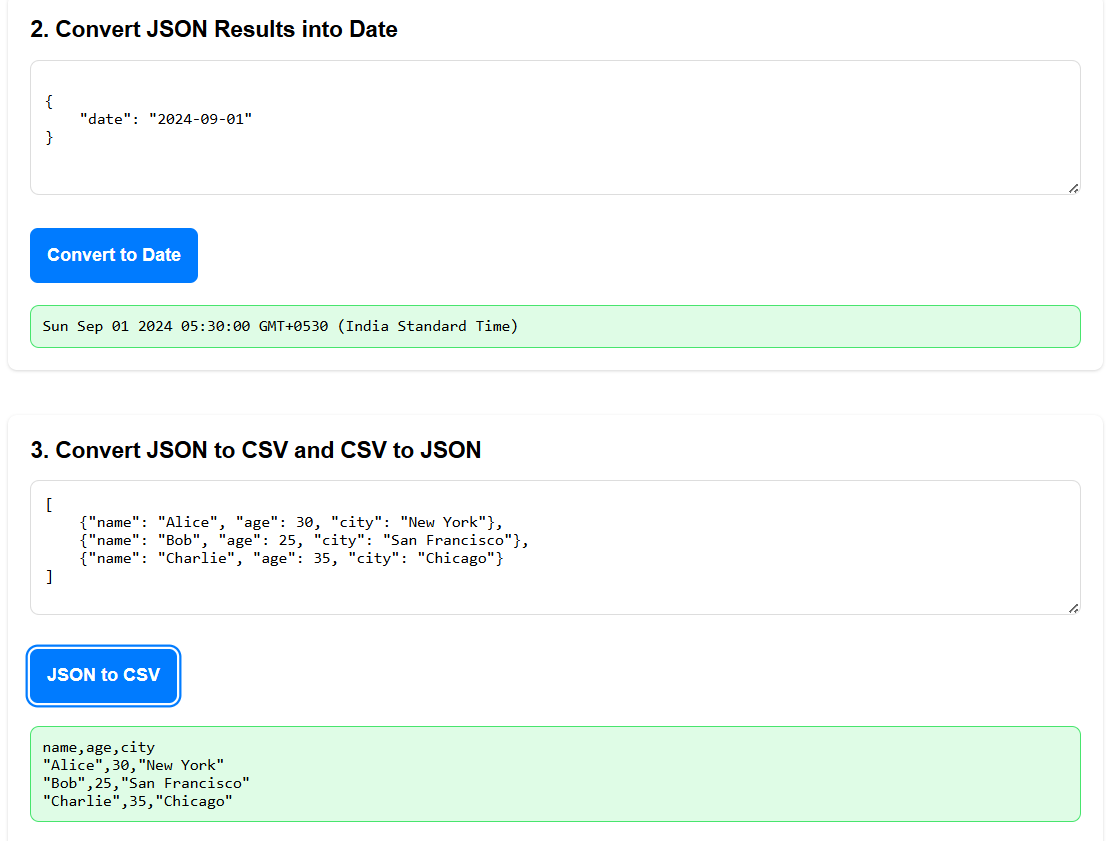 2. Convert JSON Results into Date
{
    "date": "2024-09-01"
}
Convert to Date
Sun Sep 01 2024 05:30:00 GMT+0530 (India Standard Time)
3. Convert JSON to CSV and CSV to JSON
[
    {"name": "Alice", "age": 30, "city": "New York"},
    {"name": "Bob", "age": 25, "city": "San Francisco"},
    {"name": "Charlie", "age": 35, "city": "Chicago"}
]
JSON to CSV
name,age,city
"Alice",30,"New York"
"Bob",25,"San Francisco"
"Charlie",35,"Chicago"